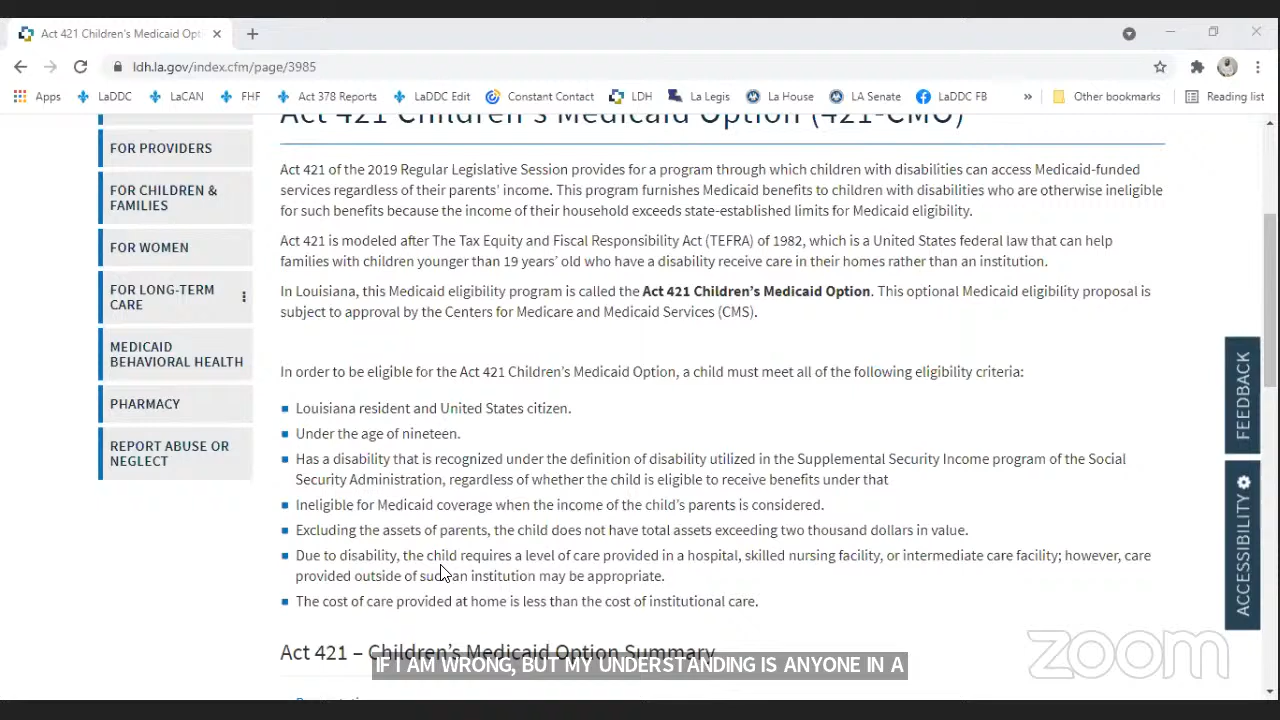 Act 421 Children's Medicaid Opt
ldh.la.gov/index.cfm/page/3985
Apps LaDDC LaCAN FHF Act 378 Reports LaDDC Edit Constant Contact LDH La Legis La House LA Senate LaDDC FB » Other bookmarks Reading list
Act 421 Children's Medicaid Option (421-CMO)
FOR PROVIDERS
FOR CHILDREN &
FAMILIES
FOR WOMEN
FOR LONG-TERM
CARE
MEDICAID
BEHAVIORAL HEALTH
PHARMACY
REPORT ABUSE OR
NEGLECT
Act 421 of the 2019 Regular Legislative Session provides for a program through which children with disabilities can access Medicaid-funded
services regardless of their parents' income. This program furnishes Medicaid benefits to children with disabilities who are otherwise ineligible
for such benefits because the income of their household exceeds state-established limits for Medicaid eligibility.
Act 421 is modeled after The Tax Equity and Fiscal Responsibility Act (TEFRA) of 1982, which is a United States federal law that can help
families with children younger than 19 years' old who have a disability receive care in their homes rather than an institution.
In Louisiana, this Medicaid eligibility program is called the Act 421 Children's Medicaid Option. This optional Medicaid eligibility proposal is
subject to approval by the Centers for Medicare and Medicaid Services (CMS).
In order to be eligible for the Act 421 Children's Medicaid Option, a child must meet all of the following eligibility criteria:
Louisiana resident and United States citizen.
Under the age of nineteen.
Has a disability that is recognized under the definition of disability utilized in the Supplemental Security Income program of the Social
Security Administration, regardless of whether the child is eligible to receive benefits under that
Ineligible for Medicaid coverage when the income of the child's parents is considered.
Excluding the assets of parents, the child does not have total assets exceeding two thousand dollars in value.
Due to disability, the child requires a level of care provided in a hospital, skilled nursing facility, or intermediate care facility; however, care
provided outside of such an institution may be appropriate.
The cost of care provided at home is less than the cost of institutional care.
Act 421 – Children's Medicaid Option Summary
IF I AM WRONG, BUT MY UNDERSTANDING IS ANYONE IN A
FEEDBACK
ACCESSIBILITY
zoom